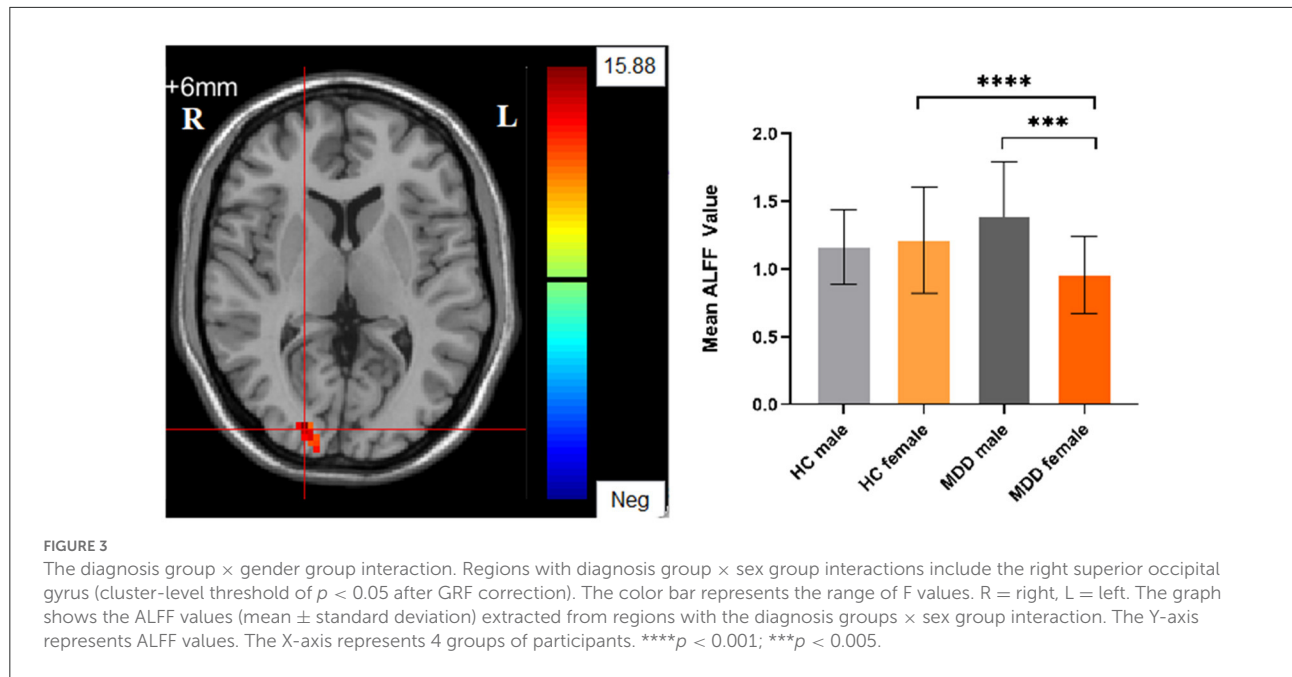 +6mm
R
L
15.88
Neg
****
***
Mean ALFF Value
2.0
1.5
1.0
0.5
0.0
HC male
HC female
MDD male
MDD female
FIGURE 3
The diagnosis group × gender group interaction. Regions with diagnosis group × sex group interactions include the right superior occipital
gyrus (cluster-level threshold of p < 0.05 after GRF correction). The color bar represents the range of F values. R = right, L = left. The graph
shows the ALFF values (mean ± standard deviation) extracted from regions with the diagnosis groups × sex group interaction. The Y-axis
represents ALFF values. The X-axis represents 4 groups of participants. ****p < 0.001; ***p < 0.005.